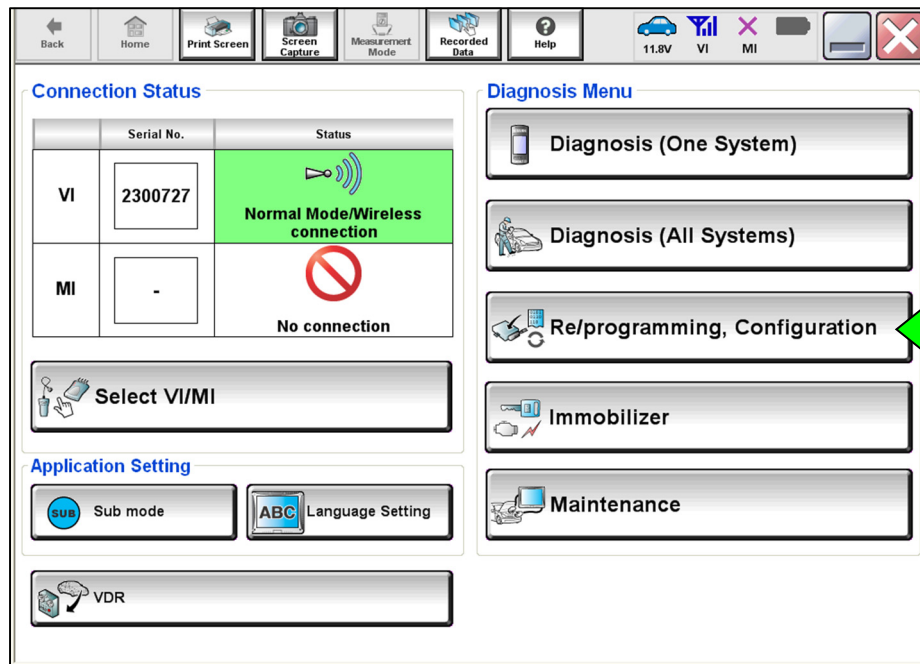 Back
Home
Print Screen
Screen
Capture
Measurement
Mode
Recorded
Data
Help
11.8V
VI
MI
Connection Status
Serial No.
Status
VI
2300727
Normal Mode/Wireless
connection
MI
-
No connection
Select VI/MI
Application Setting
SUB
Sub mode
ABC
Language Setting
VDR
Diagnosis Menu
Diagnosis (One System)
Diagnosis (All Systems)
Re/programming, Configuration
Immobilizer
Maintenance